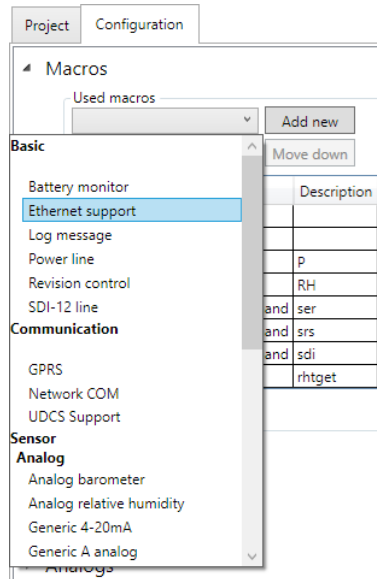 Project Configuration
Macros
Used macros
Add new
Move down
Basic
Battery monitor
Ethernet support
Log message
Power line
Revision control
SDI-12 line
Communication
GPRS
Network COM
UDCS Support
Sensor
Analog
Analog barometer
Analog relative humidity
Generic 4-20mA
Generic A analog
Description
P
RH
and ser
and srs
and sdi
rhtget
Analogs